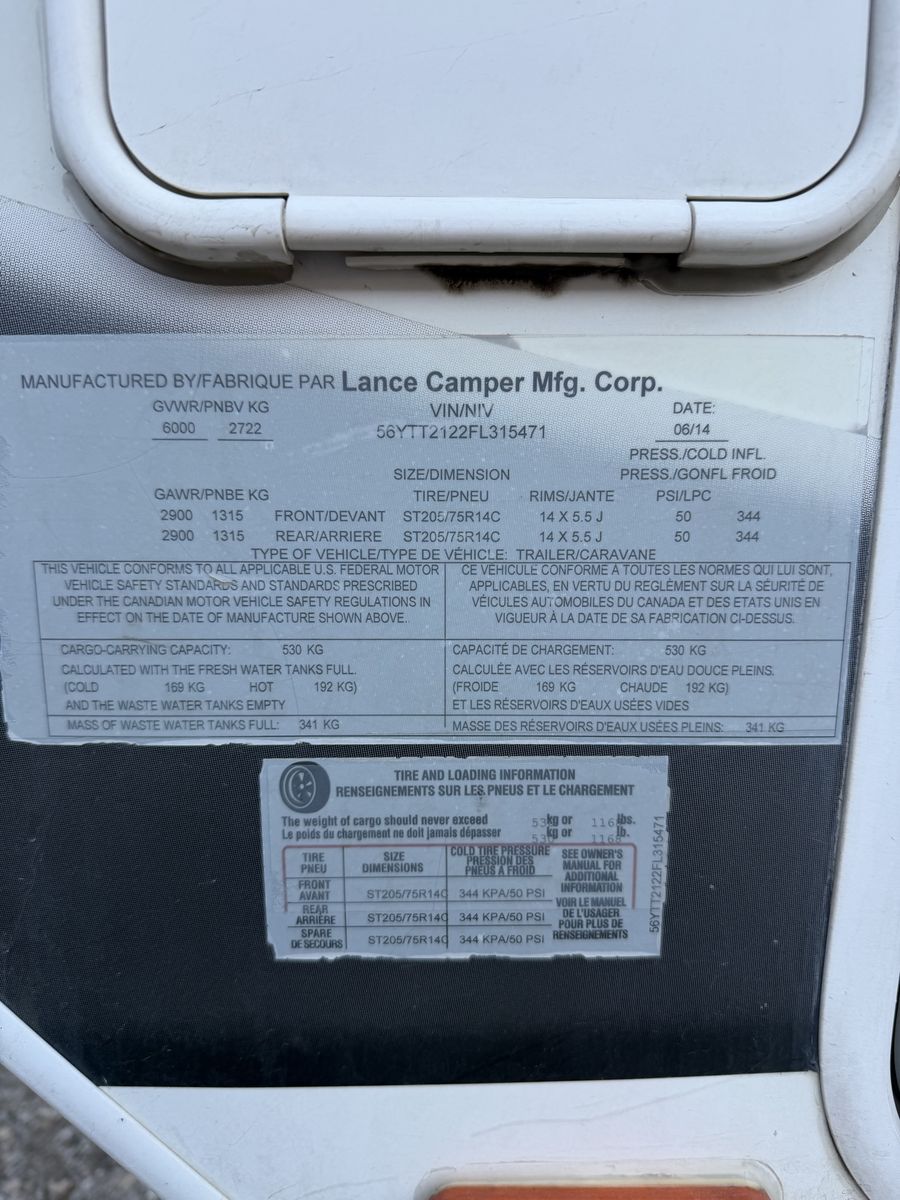 MANUFACTURED BY/FABRIQUE PAR Lance Camper Mfg. Corp.
GVWR/PNBV KG VIN/NIV DATE:
6000 2722 56YTT2122FL315471 06/14
PRESS./COLD INFL.
SIZE/DIMENSION PRESS./GONFL FROID
GAWR/PNBE KG TIRE/PNEU RIMS/JANTE PSI/LPC
2900 1315 FRONT/DEVANT ST205/75R14C 14 X 5.5 J 50 344
2900 1315 REAR/ARRIERE ST205/75R14C 14 X 5.5 J 50 344
TYPE OF VEHICLE/TYPE DE VÉHICLE: TRAILER/CARAVANE
THIS VEHICLE CONFORMS TO ALL APPLICABLE U.S. FEDERAL MOTOR
VEHICLE SAFETY STANDARDS AND STANDARDS PRESCRIBED
UNDER THE CANADIAN MOTOR VEHICLE SAFETY REGULATIONS IN
EFFECT ON THE DATE OF MANUFACTURE SHOWN ABOVE.
CE VÉHICULE CONFORME A TOUTES LES NORMES QUI LUI SONT
APPLICABLES, EN VERTU DU REGLEMENT SUR LA SÉURITÉ DE
VÉICULES AUTOMOBILES DU CANADA ET DES ETATS UNIS EN
VIGUEUR À LA DATE DE SA FABRICATION CI-DESSUS.
CARGO-CARRYING CAPACITY: 530 KG
CALCULATED WITH THE FRESH WATER TANKS FULL.
(COLD 169 KG HOT 192 KG)
AND THE WASTE WATER TANKS EMPTY
MASS OF WASTE WATER TANKS FULL: 341 KG
CAPACITÉ DE CHARGEMENT: 530 KG
CALCULÉE AVEC LES RÉSERVOIRS D'EAU DOUCE PLEINS.
(FROIDE 169 KG CHAUDE 192 KG)
ET LES RÉSERVOIRS D'EAUX USÉES VIDES
MASSE DES RÉSERVOIRS D'EAUX USÉES PLEINS: 341 KG
TIRE AND LOADING INFORMATION
RENSEIGNEMENTS SUR LES PNEUS ET LE CHARGEMENT
The weight of cargo should never exceed kg or lbs.
Le poids du chargement ne doit jamais dépasser 530 kg or 1168 lb.
TIRE
PNEU
SIZE
DIMENSIONS
COLD TIRE PRESSURE
PRESSION DES
PNEUS A FROID
FRONT
AVANT
ST205/75R14C 344 KPA/50 PSI
REAR
ARRIÈRE
ST205/75R14C 344 KPA/50 PSI
SPARE
DE SECOURS
ST205/75R14C 344 KPA/50 PSI
SEE OWNER'S
MANUAL FOR
ADDITIONAL
INFORMATION
VOIR LE MANUEL
DE L'USAGER
POUR PLUS DE
RENSEIGNEMENTS
56YTT2122FL315471